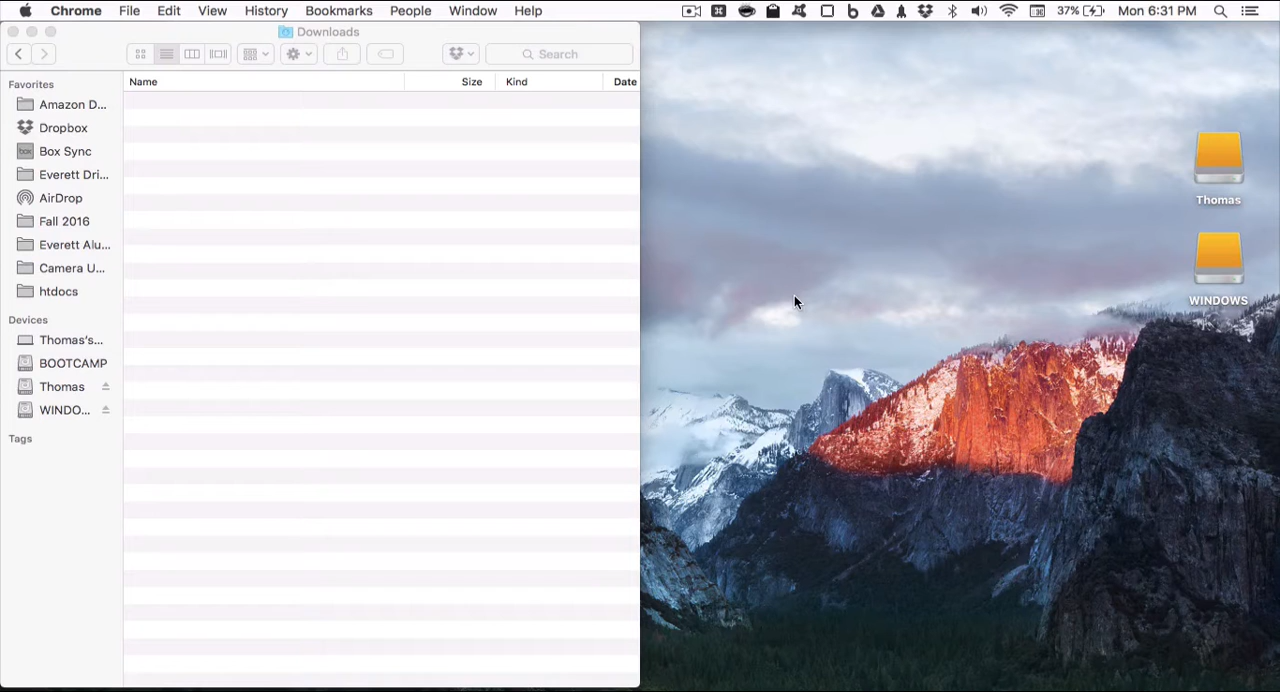 Chrome File Edit View History Bookmarks People Window Help 37% Mon 6:31 PM
Downloads
Search
Favorites
Name Size Kind Date
Amazon D...
Dropbox
box Box Sync
Everett Dri...
AirDrop
Fall 2016
Everett Alu...
Camera U...
htdocs
Devices
Thomas's...
BOOTCAMP
Thomas
WINDO...
Tags
Thomas
WINDOWS